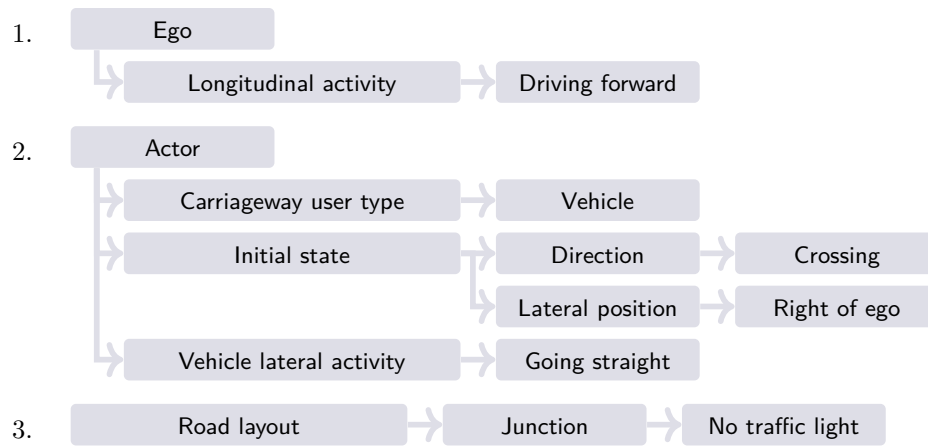 1. Ego
Longitudinal activity Driving forward
2. Actor
Carriageway user type Vehicle
Initial state Direction Crossing
Lateral position Right of ego
Vehicle lateral activity Going straight
3. Road layout Junction No traffic light